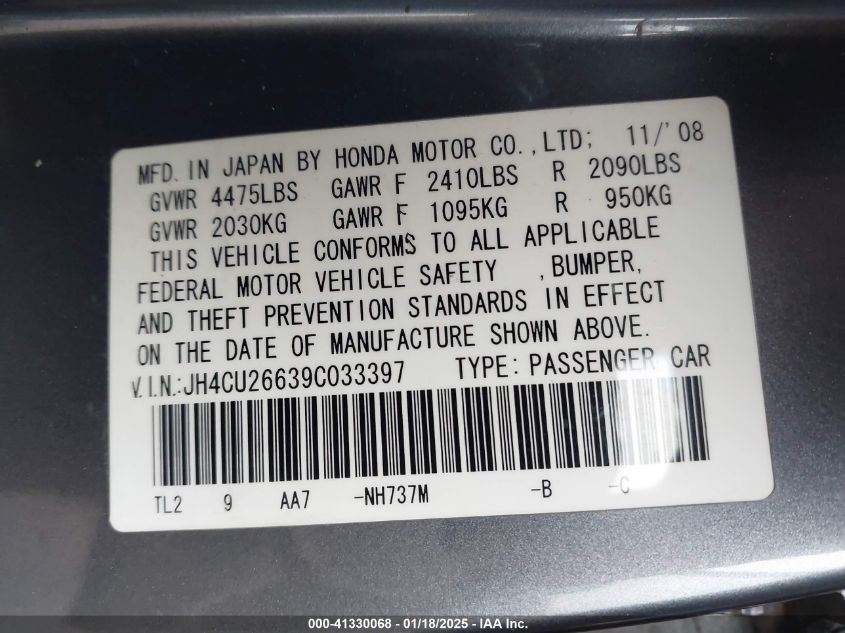 MFD. IN JAPAN BY HONDA MOTOR CO., LTD; 11/'08
GVWR 4475LBS GAWR F 2410LBS R 2090LBS
GVWR 2030KG GAWR F 1095KG R 950KG
THIS VEHICLE CONFORMS TO ALL APPLICABLE
FEDERAL MOTOR VEHICLE SAFETY , BUMPER,
AND THEFT PREVENTION STANDARDS IN EFFECT
ON THE DATE OF MANUFACTURE SHOWN ABOVE.
V.I.N.:JH4CU26639C033397 TYPE: PASSENGER CAR
TL2 9 AA7 -NH737M -B -C
000-41330068 - 01/18/2025 - IAAI.com